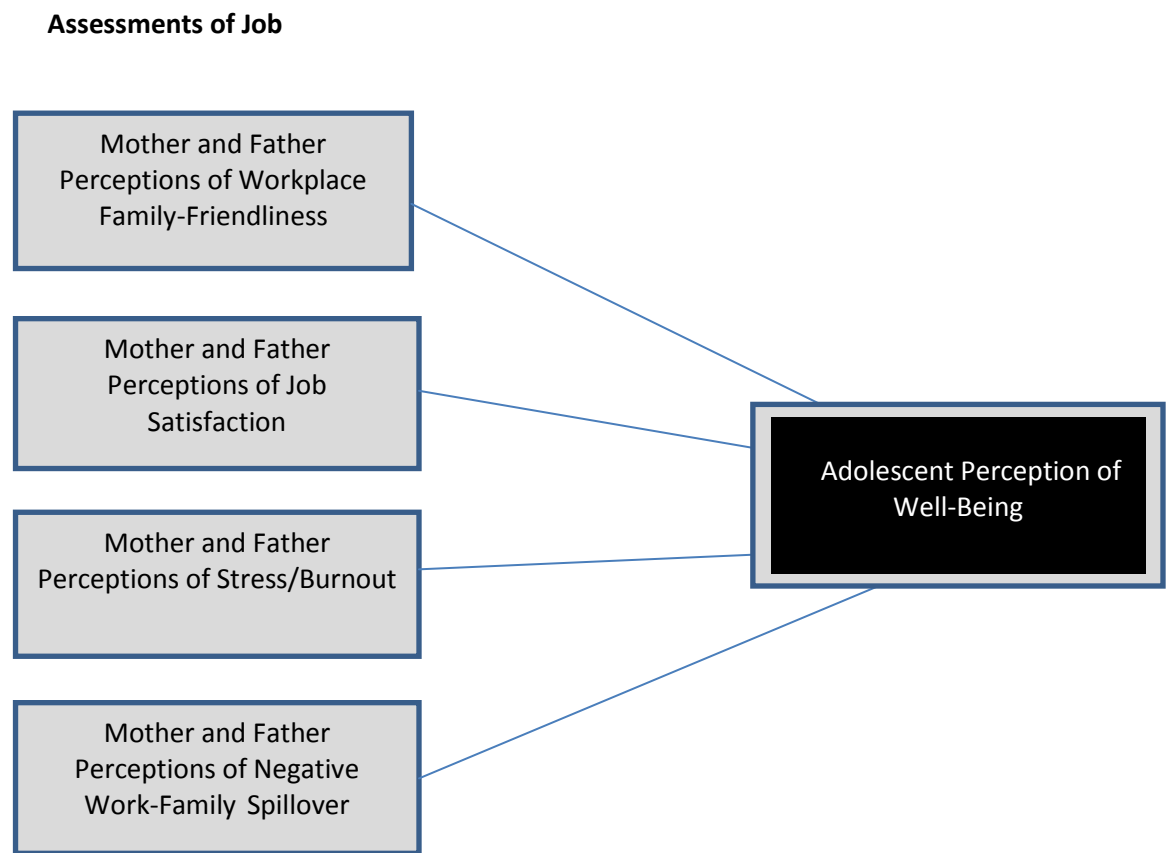 Assessments of Job
Mother and Father
Perceptions of Workplace
Family-Friendliness
Mother and Father
Perceptions of Job
Satisfaction
Adolescent Perception of
Well-Being
Mother and Father
Perceptions of Stress/Burnout
Mother and Father
Perceptions of Negative
Work-Family Spillover